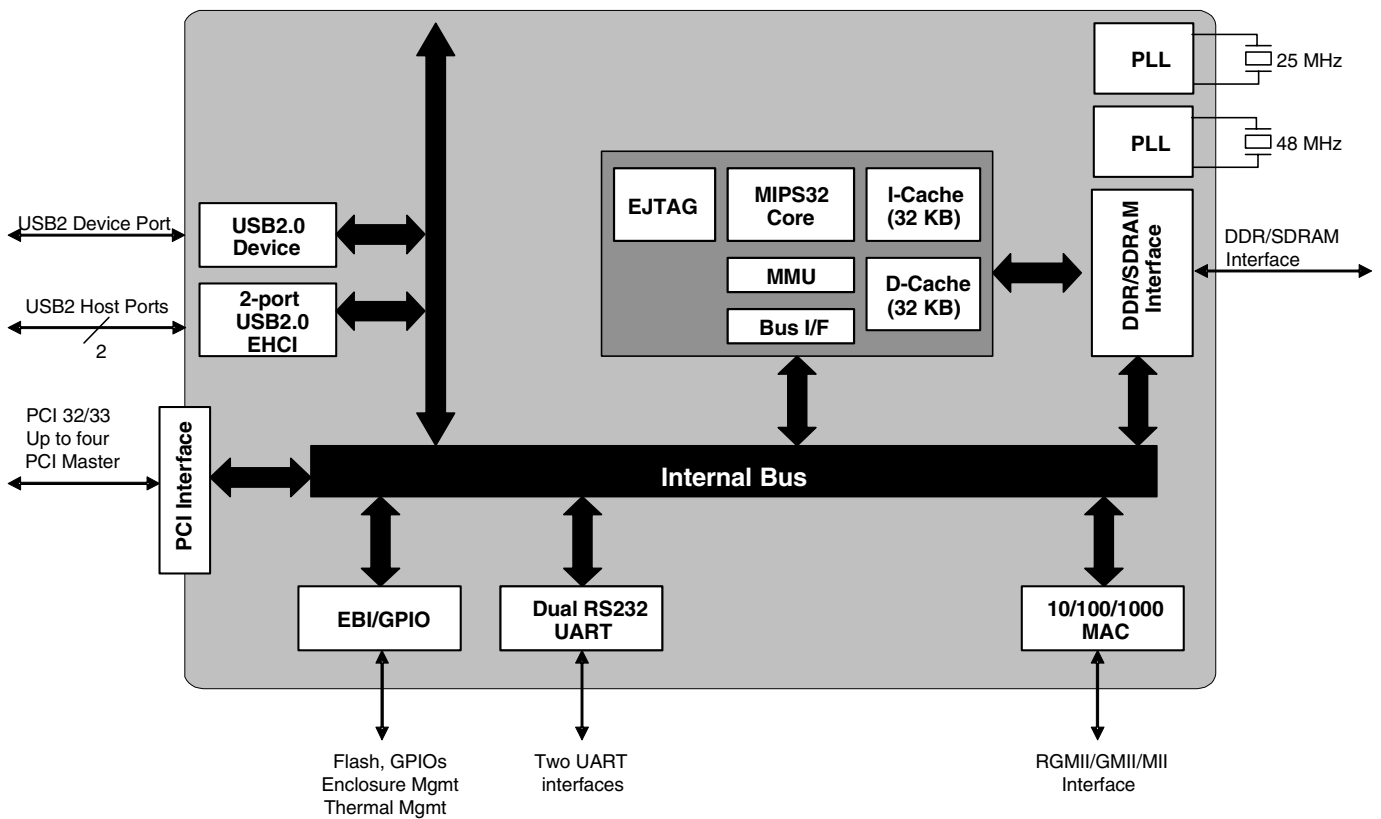 PLL
25 MHz
PLL
48 MHz
EJTAG
MIPS32
Core
I-Cache
(32 KB)
MMU
D-Cache
(32 KB)
Bus I/F
DDR/SDRAM
Interface
DDR/SDRAM
Interface
USB2 Device Port
USB2.0
Device
USB2 Host Ports
2
2-port
USB2.0
EHCI
PCI 32/33
Up to four
PCI Master
PCI Interface
Internal Bus
EBI/GPIO
Dual RS232
UART
10/100/1000
MAC
Flash, GPIOs
Enclosure Mgmt
Thermal Mgmt
Two UART
interfaces
RGMII/GMII/MII
Interface